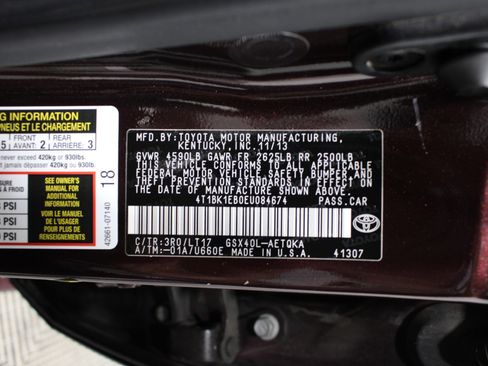 G INFORMATION
PNEUS ET LE CHARGEMENT
5 FRONT AVANT: 2 REAR ARRIERE: 3
never exceed 420kg or 930lbs.
420kg ou 930lb.
SEE OWNER'S
MANUAL FOR
ADDITIONAL
INFORMATION
VOIR LE MANUEL
DE L'USAGER
POUR PLUS DE
RENSEIGNEMENTS
PSI
PSI
PSI
42661-07140 18
MFD.BY:TOYOTA MOTOR MANUFACTURING,
KENTUCKY,INC.11/13
GVWR 4590LB GAWR FR 2625LB RR 2500LB
THIS VEHICLE CONFORMS TO ALL APPLICABLE
FEDERAL MOTOR VEHICLE SAFETY,BUMPER,AND
THEFT PREVENTION STANDARDS IN EFFECT
ON THE DATE OF MANUFACTURE SHOWN ABOVE.
4T1BK1EB0EU084674 PASS.CAR
C/TR:3R0/LT17 GSX40L-AETQKA
A/TM:-01A/U660E MADE IN U.S.A. 41307
TOYOTA